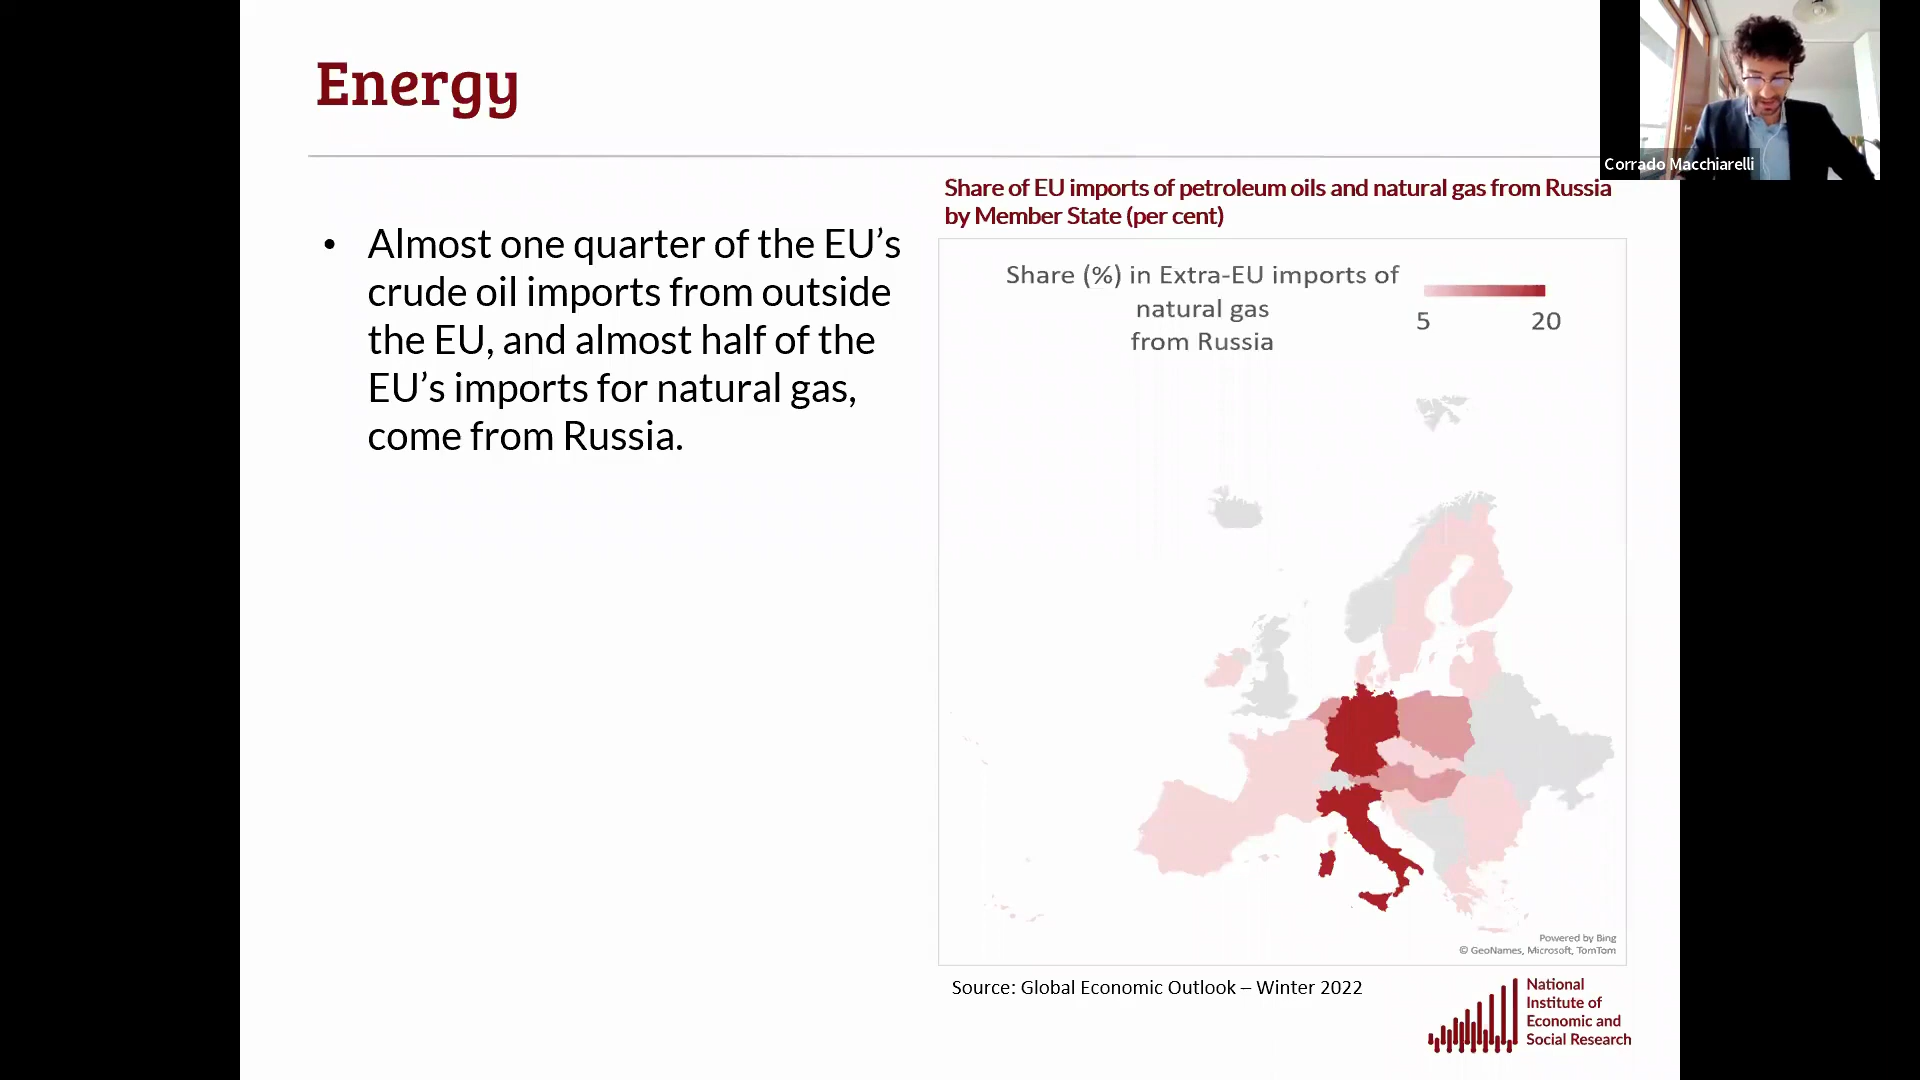 Energy
Corrado Macchiarelli
Share of EU imports of petroleum oils and natural gas from Russia
by Member State (per cent)
• Almost one quarter of the EU’s
crude oil imports from outside
the EU, and almost half of the
EU’s imports for natural gas,
come from Russia.
Share (%) in Extra-EU imports of
natural gas
from Russia
5 20
Powered by Bing
© GeoNames, Microsoft, TomTom
Source: Global Economic Outlook – Winter 2022
National
Institute of
Economic and
Social Research